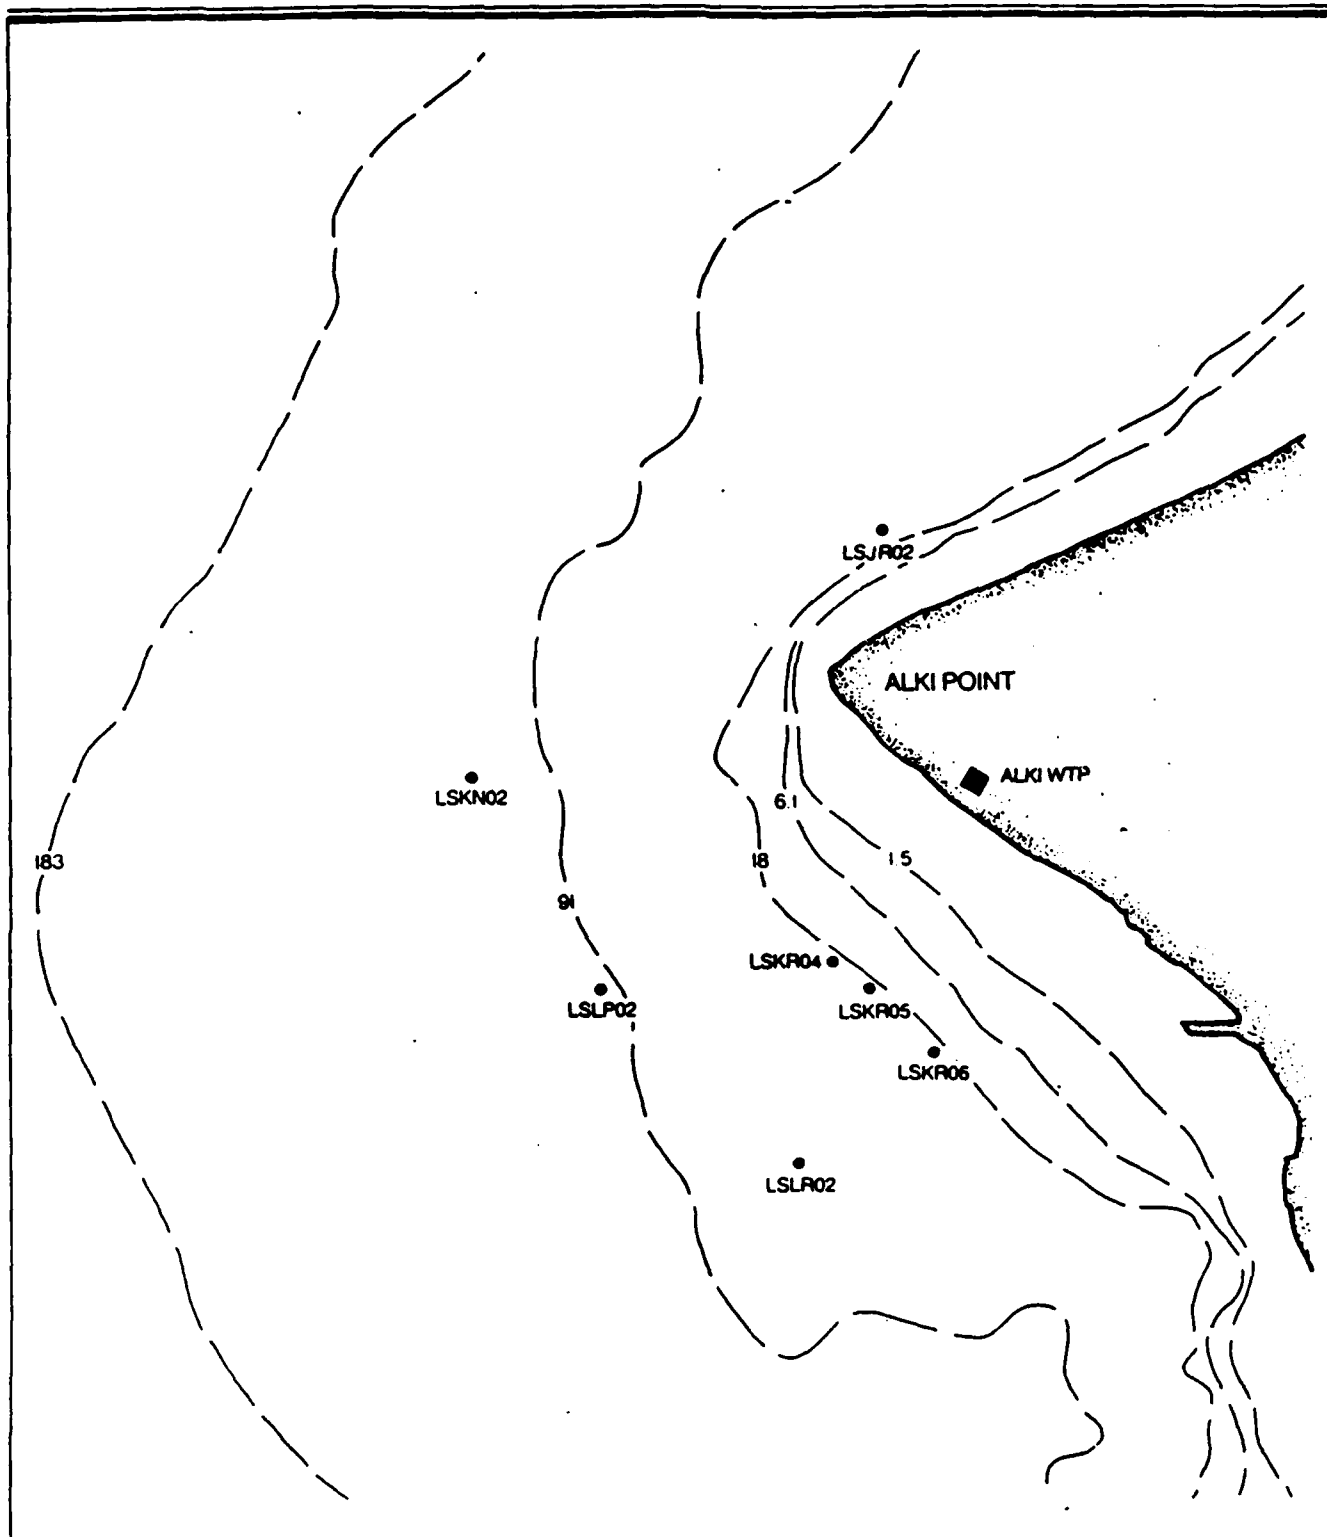 LSJR02
ALKI POINT
ALKI WTP
LSKN02
6.1
183
18
1.5
91
LSKR04
LSLP02
LSKR05
LSKR06
LSLR02